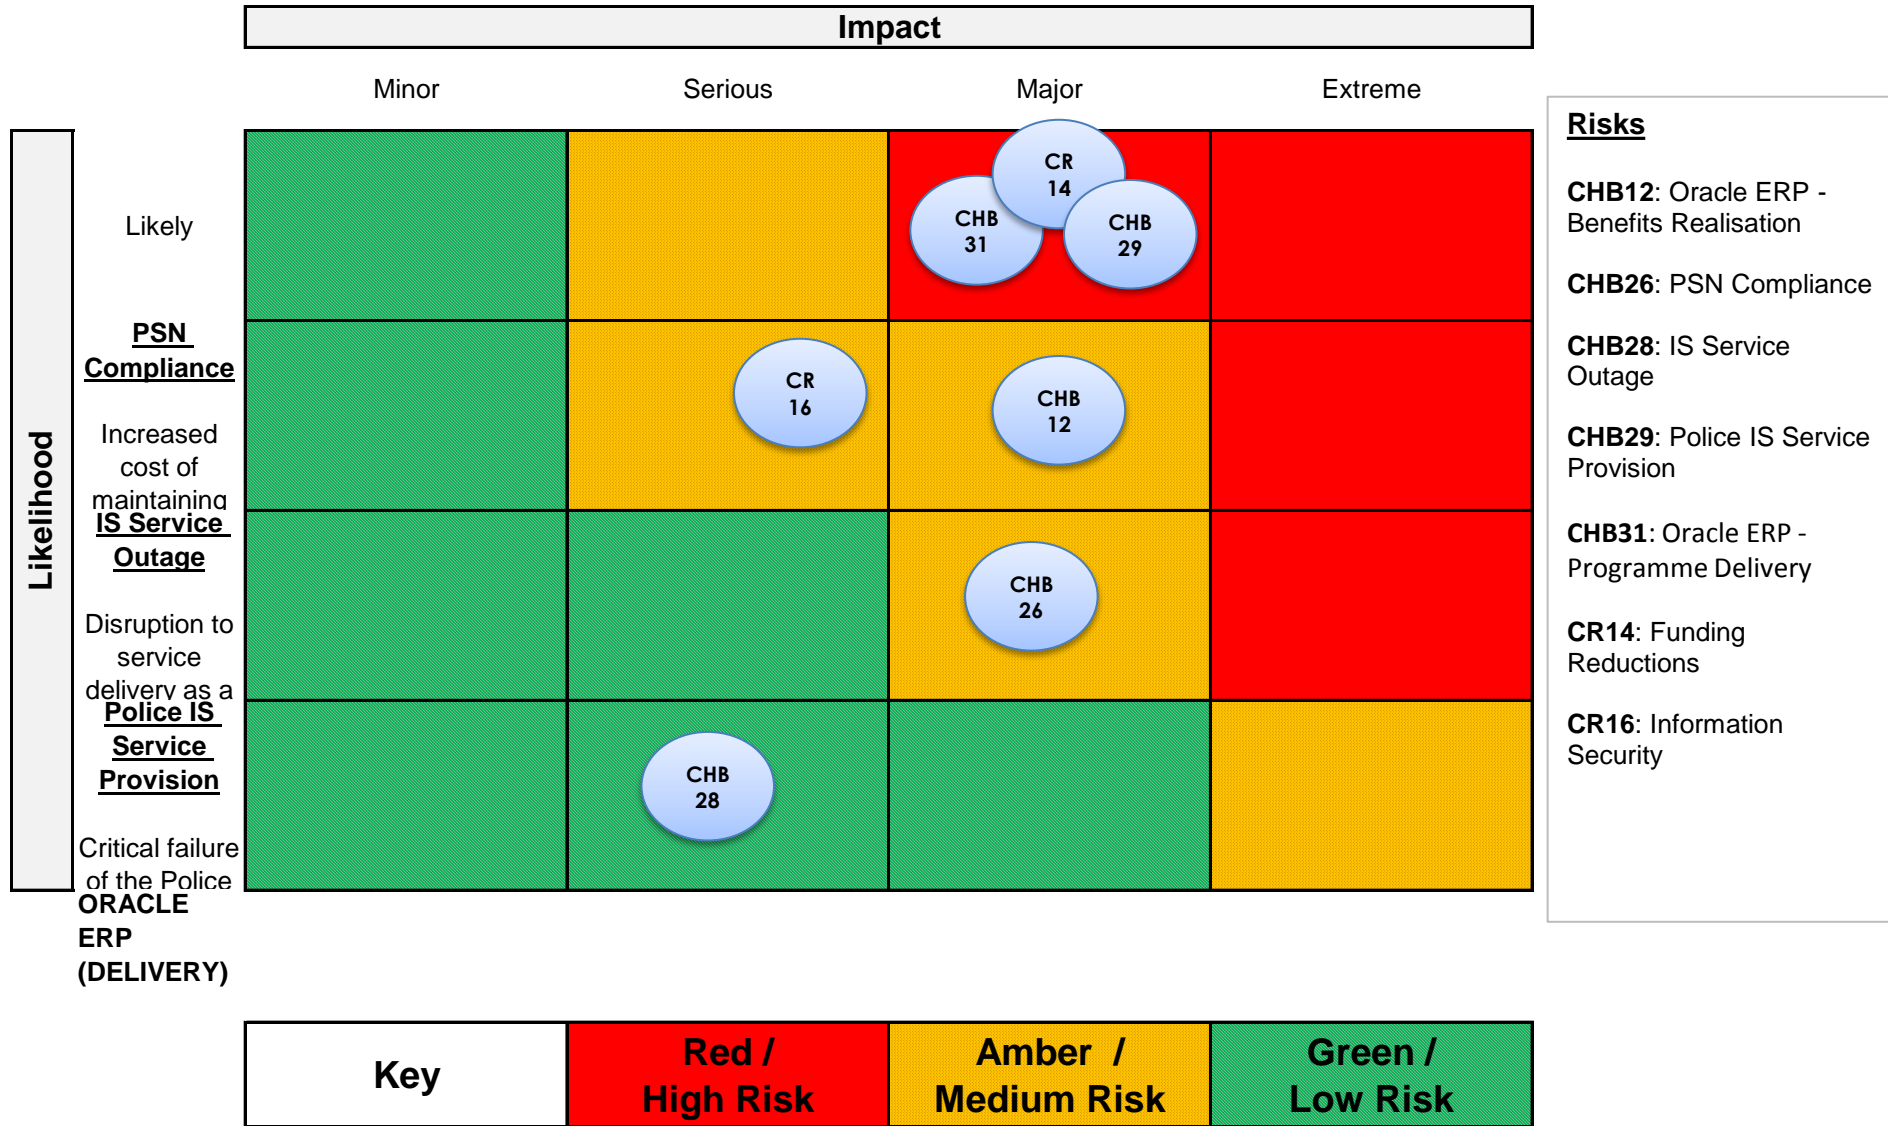 Impact
Minor
Serious
Major
Extreme
Likelihood
Likely
PSN
Compliance
Increased
cost of
maintaining
IS Service
Outage
Disruption to
service
delivery as a
Police IS
Service
Provision
Critical failure
of the Police
ORACLE
ERP
(DELIVERY)
CR
14
CHB
31
CHB
29
CR
16
CHB
12
CHB
26
CHB
28
Risks
CHB12: Oracle ERP -
Benefits Realisation
CHB26: PSN Compliance
CHB28: IS Service
Outage
CHB29: Police IS Service
Provision
CHB31: Oracle ERP -
Programme Delivery
CR14: Funding
Reductions
CR16: Information
Security
Key
Red /
High Risk
Amber /
Medium Risk
Green /
Low Risk